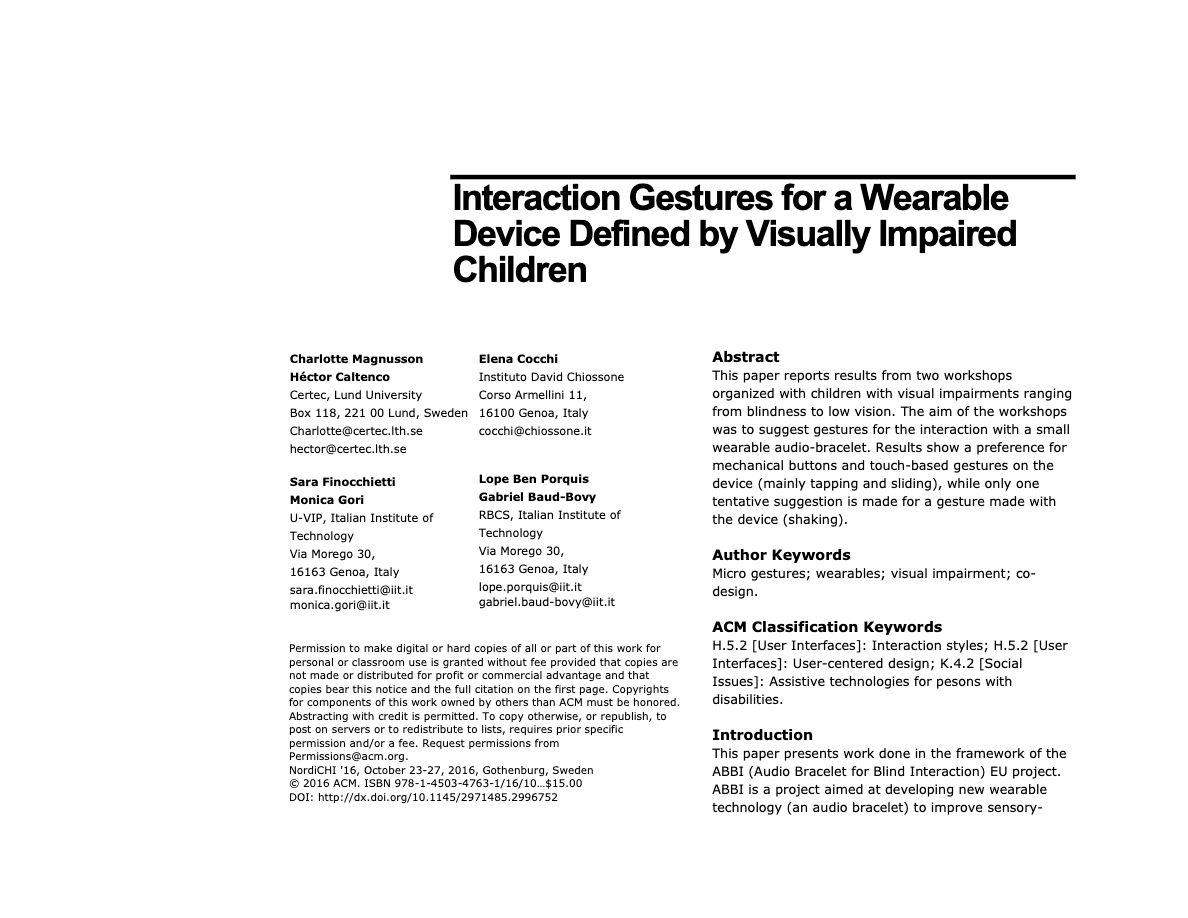 Interaction Gestures for a Wearable
Device Defined by Visually Impaired
Children
Charlotte Magnusson
Héctor Caltenco
Certec, Lund University
Box 118, 221 00 Lund, Sweden
Charlotte@certec.lth.se
hector@certec.lth.se
Sara Finocchietti
Monica Gori
U-VIP, Italian Institute of
Technology
Via Morego 30,
16163 Genoa, Italy
sara.finocchietti@iit.it
monica.gori@iit.it
Elena Cocchi
Instituto David Chiossone
Corso Armellini 11,
16100 Genoa, Italy
cocchi@chiossone.it
Lope Ben Porquis
Gabriel Baud-Bovy
RBCS, Italian Institute of
Technology
Via Morego 30,
16163 Genoa, Italy
lope.porquis@iit.it
gabriel.baud-bovy@iit.it
Permission to make digital or hard copies of all or part of this work for
personal or classroom use is granted without fee provided that copies are
not made or distributed for profit or commercial advantage and that
copies bear this notice and the full citation on the first page. Copyrights
for components of this work owned by others than ACM must be honored.
Abstracting with credit is permitted. To copy otherwise, or republish, to
post on servers or to redistribute to lists, requires prior specific
permission and/or a fee. Request permissions from
Permissions@acm.org.
NordiCHI '16, October 23-27, 2016, Gothenburg, Sweden
© 2016 ACM. ISBN 978-1-4503-4763-1/16/10…$15.00
DOI: http://dx.doi.org/10.1145/2971485.2996752
Abstract
This paper reports results from two workshops
organized with children with visual impairments ranging
from blindness to low vision. The aim of the workshops
was to suggest gestures for the interaction with a small
wearable audio-bracelet. Results show a preference for
mechanical buttons and touch-based gestures on the
device (mainly tapping and sliding), while only one
tentative suggestion is made for a gesture made with
the device (shaking).
Author Keywords
Micro gestures; wearables; visual impairment; co-
design.
ACM Classification Keywords
H.5.2 [User Interfaces]: Interaction styles; H.5.2 [User
Interfaces]: User-centered design; K.4.2 [Social
Issues]: Assistive technologies for pesons with
disabilities.
Introduction
This paper presents work done in the framework of the
ABBI (Audio Bracelet for Blind Interaction) EU project.
ABBI is a project aimed at developing new wearable
technology (an audio bracelet) to improve sensory-